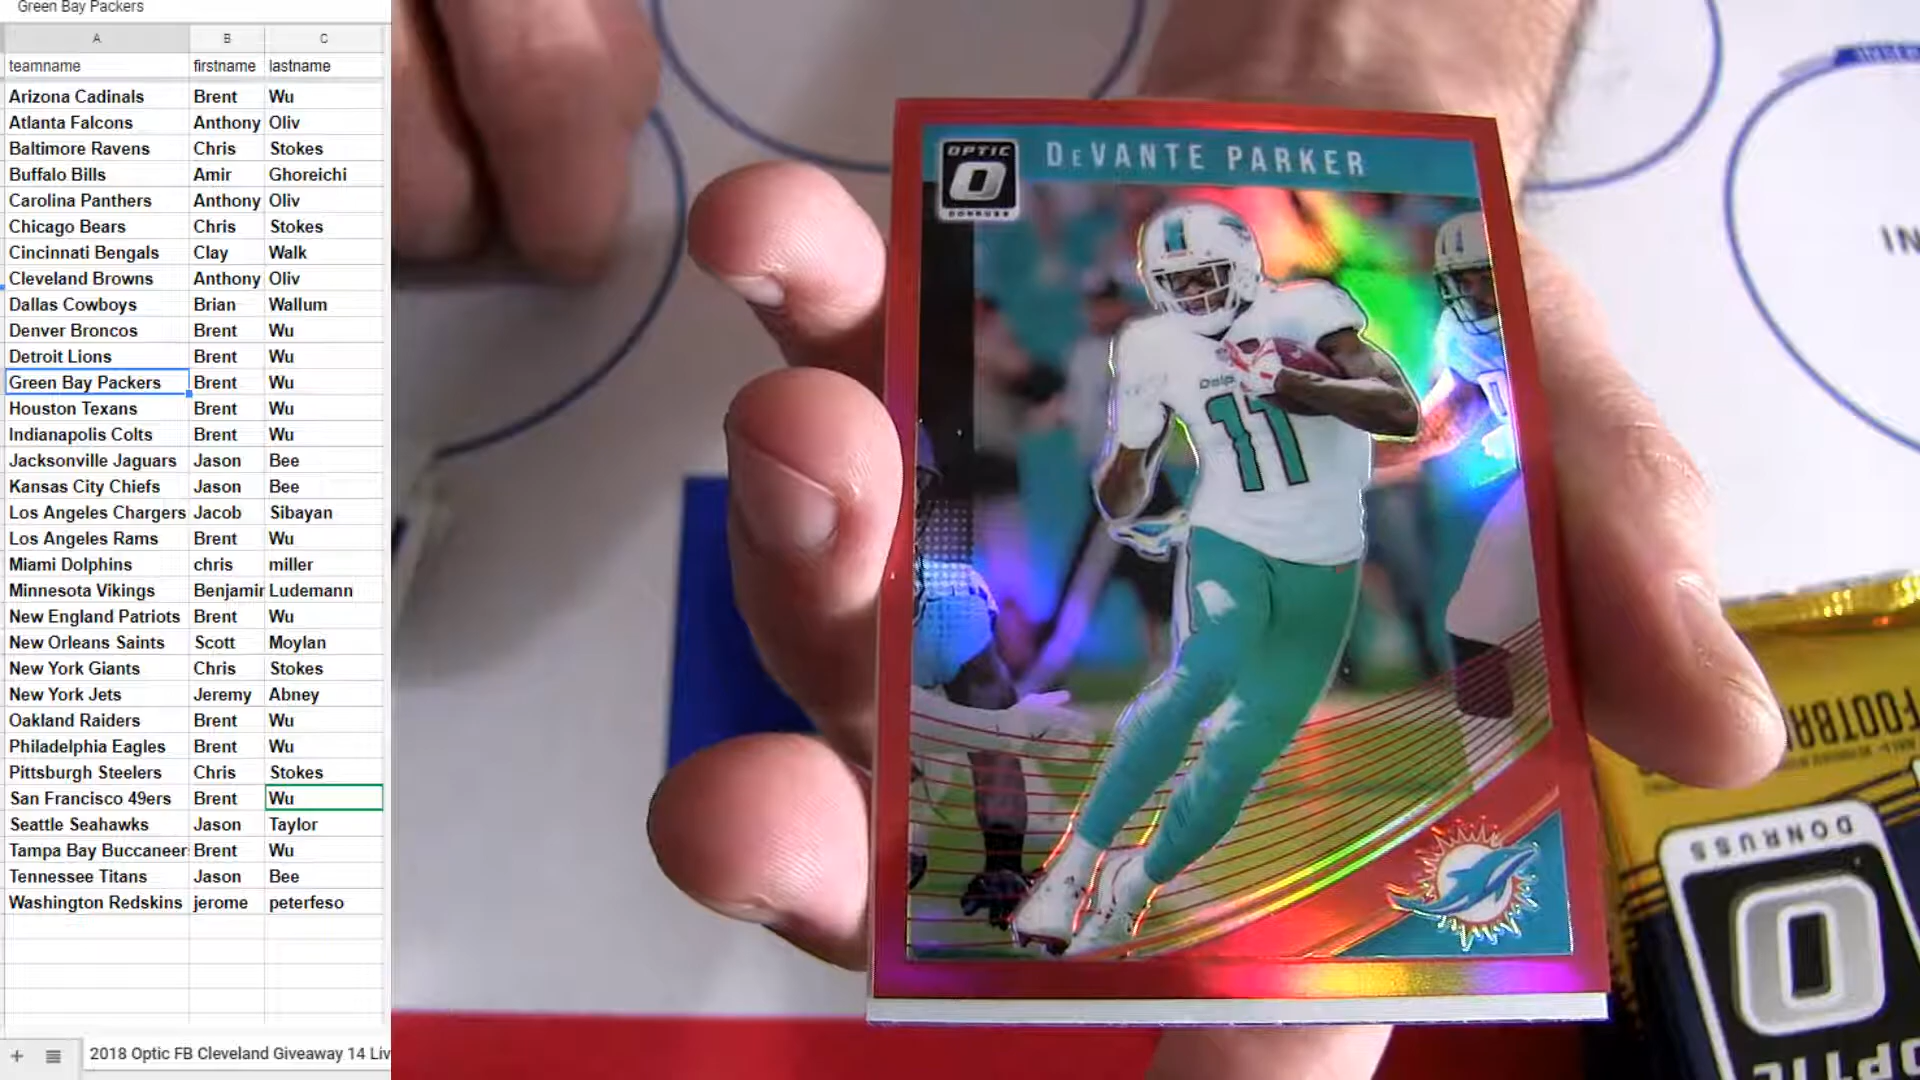 Green Bay Packers
A B C
teamname firstname lastname
Arizona Cadinals Brent Wu
Atlanta Falcons Anthony Oliv
Baltimore Ravens Chris Stokes
Buffalo Bills Amir Ghoreichi
Carolina Panthers Anthony Oliv
Chicago Bears Chris Stokes
Cincinnati Bengals Clay Walk
Cleveland Browns Anthony Oliv
Dallas Cowboys Brian Wallum
Denver Broncos Brent Wu
Detroit Lions Brent Wu
Green Bay Packers Brent Wu
Houston Texans Brent Wu
Indianapolis Colts Brent Wu
Jacksonville Jaguars Jason Bee
Kansas City Chiefs Jason Bee
Los Angeles Chargers Jacob Sibayan
Los Angeles Rams Brent Wu
Miami Dolphins chris miller
Minnesota Vikings Benjamin Ludemann
New England Patriots Brent Wu
New Orleans Saints Scott Moylan
New York Giants Chris Stokes
New York Jets Jeremy Abney
Oakland Raiders Brent Wu
Philadelphia Eagles Brent Wu
Pittsburgh Steelers Chris Stokes
San Francisco 49ers Brent Wu
Seattle Seahawks Jason Taylor
Tampa Bay Buccaneer Brent Wu
Tennessee Titans Jason Bee
Washington Redskins jerome peterfeso
2018 Optic FB Cleveland Giveaway 14 Liv
OPTIC
O
DONRUSS
DeVANTE PARKER
Dolp
11
IN
FOOTBA
DONRUSS
O
OPTIC